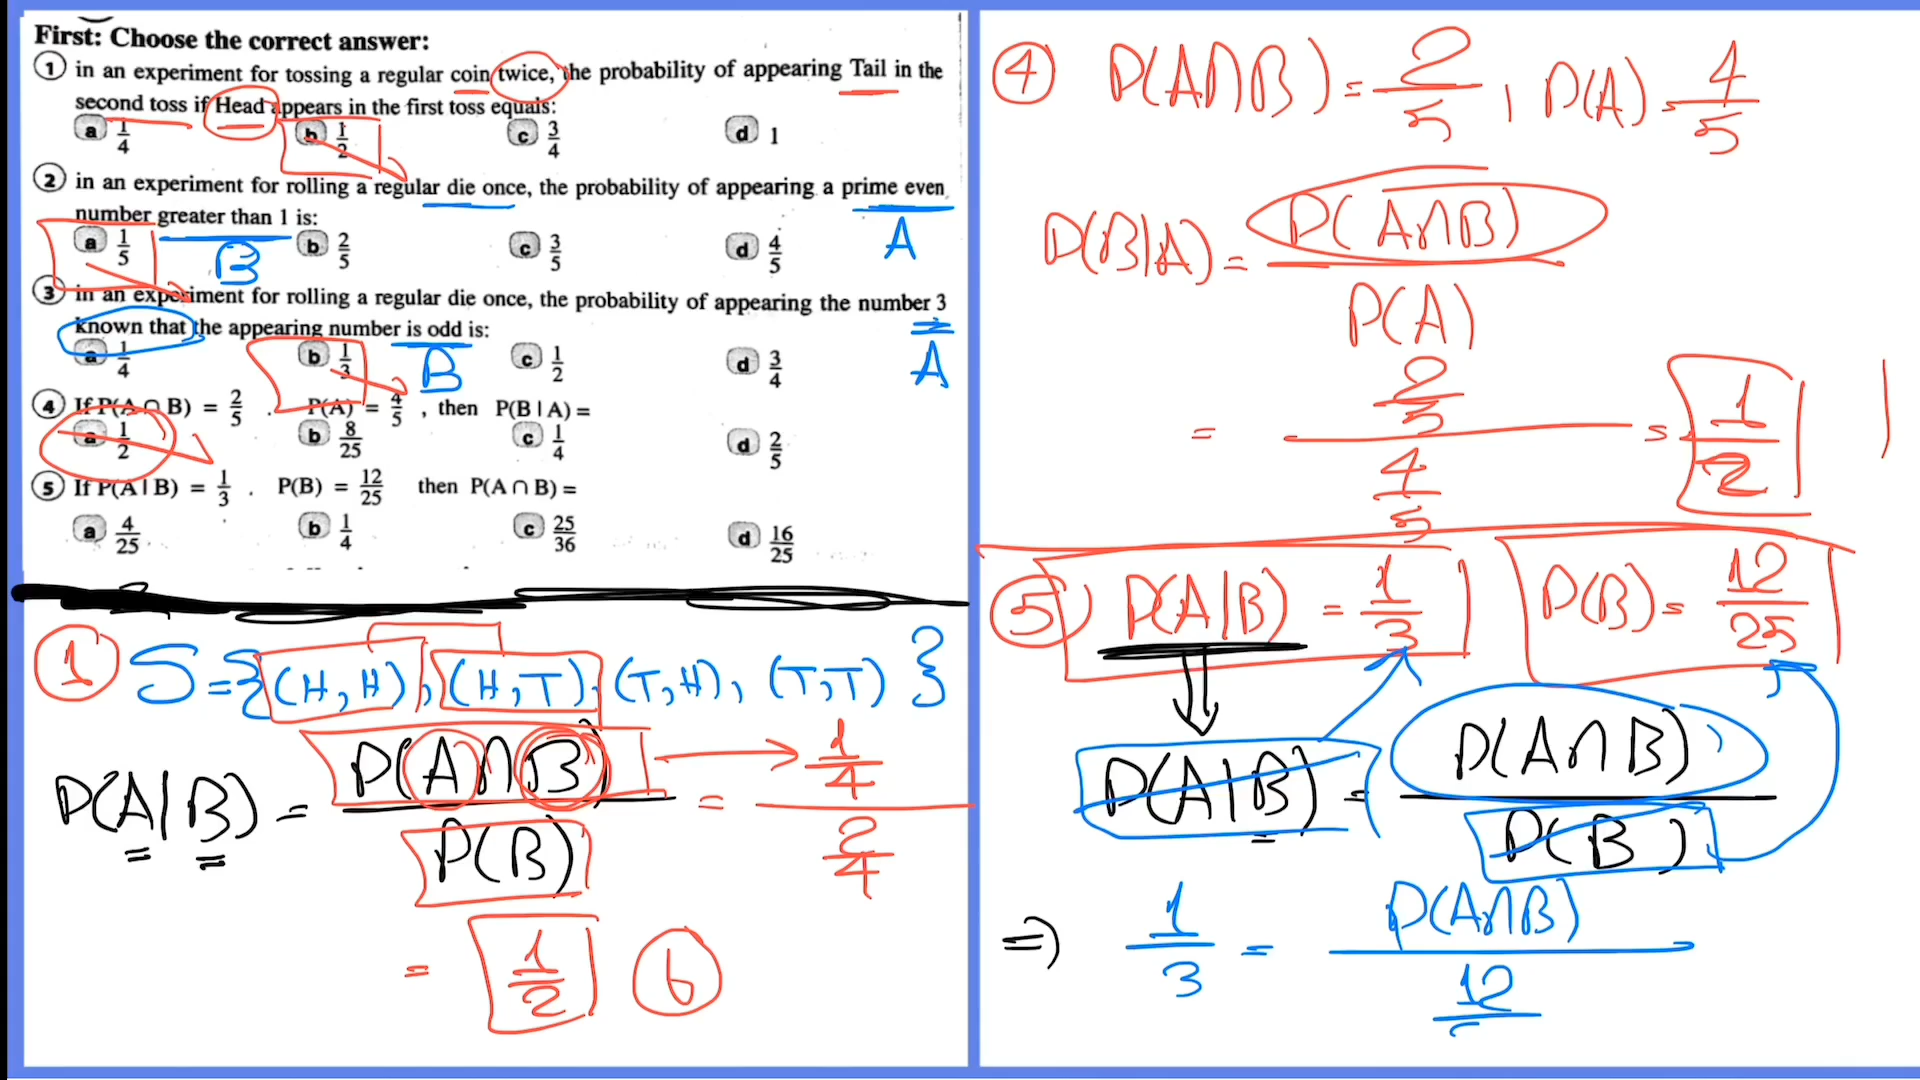 First: Choose the correct answer:
1 in an experiment for tossing a regular coin twice, the probability of appearing Tail in the
second toss if Head appears in the first toss equals:
a 1/4 b 1/2 c 3/4 d 1
2 in an experiment for rolling a regular die once, the probability of appearing a prime even
number greater than 1 is:
A
B
a 1/5 b 2/5 c 3/5 d 4/5
3 in an experiment for rolling a regular die once, the probability of appearing the number 3
known that the appearing number is odd is:
B
A
a 1/4 b 1/3 c 1/2 d 3/4
4 If P(A ∩ B) = 2/5 . P(A) = 4/5 , then P(B | A) =
a 1/2 b 8/25 c 1/4 d 2/5
5 If P(A | B) = 1/3 . P(B) = 12/25 then P(A ∩ B) =
a 4/25 b 1/4 c 25/36 d 16/25
1 S = {(H,H), (H,T), (T,H), (T,T)}
P(A|B) = P(A∩B) / P(B) = 1/4 / 2/4
= 1/2 b
4 P(A∩B) = 2/5 , P(A) = 4/5
P(B|A) = P(A∩B) / P(A)
= 2/5 / 4/5 = 1/2
5 P(A|B) = 1/3 P(B) = 12/25
P(A|B) = P(A∩B) / P(B)
⇒ 1/3 = P(A∩B) / 12